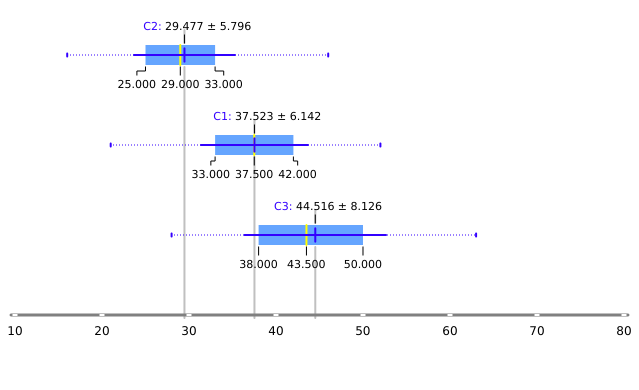 C2: 29.477 ± 5.796
25.000 29.000 33.000
C1: 37.523 ± 6.142
33.000 37.500 42.000
C3: 44.516 ± 8.126
38.000 43.500 50.000
10 20 30 40 50 60 70 80